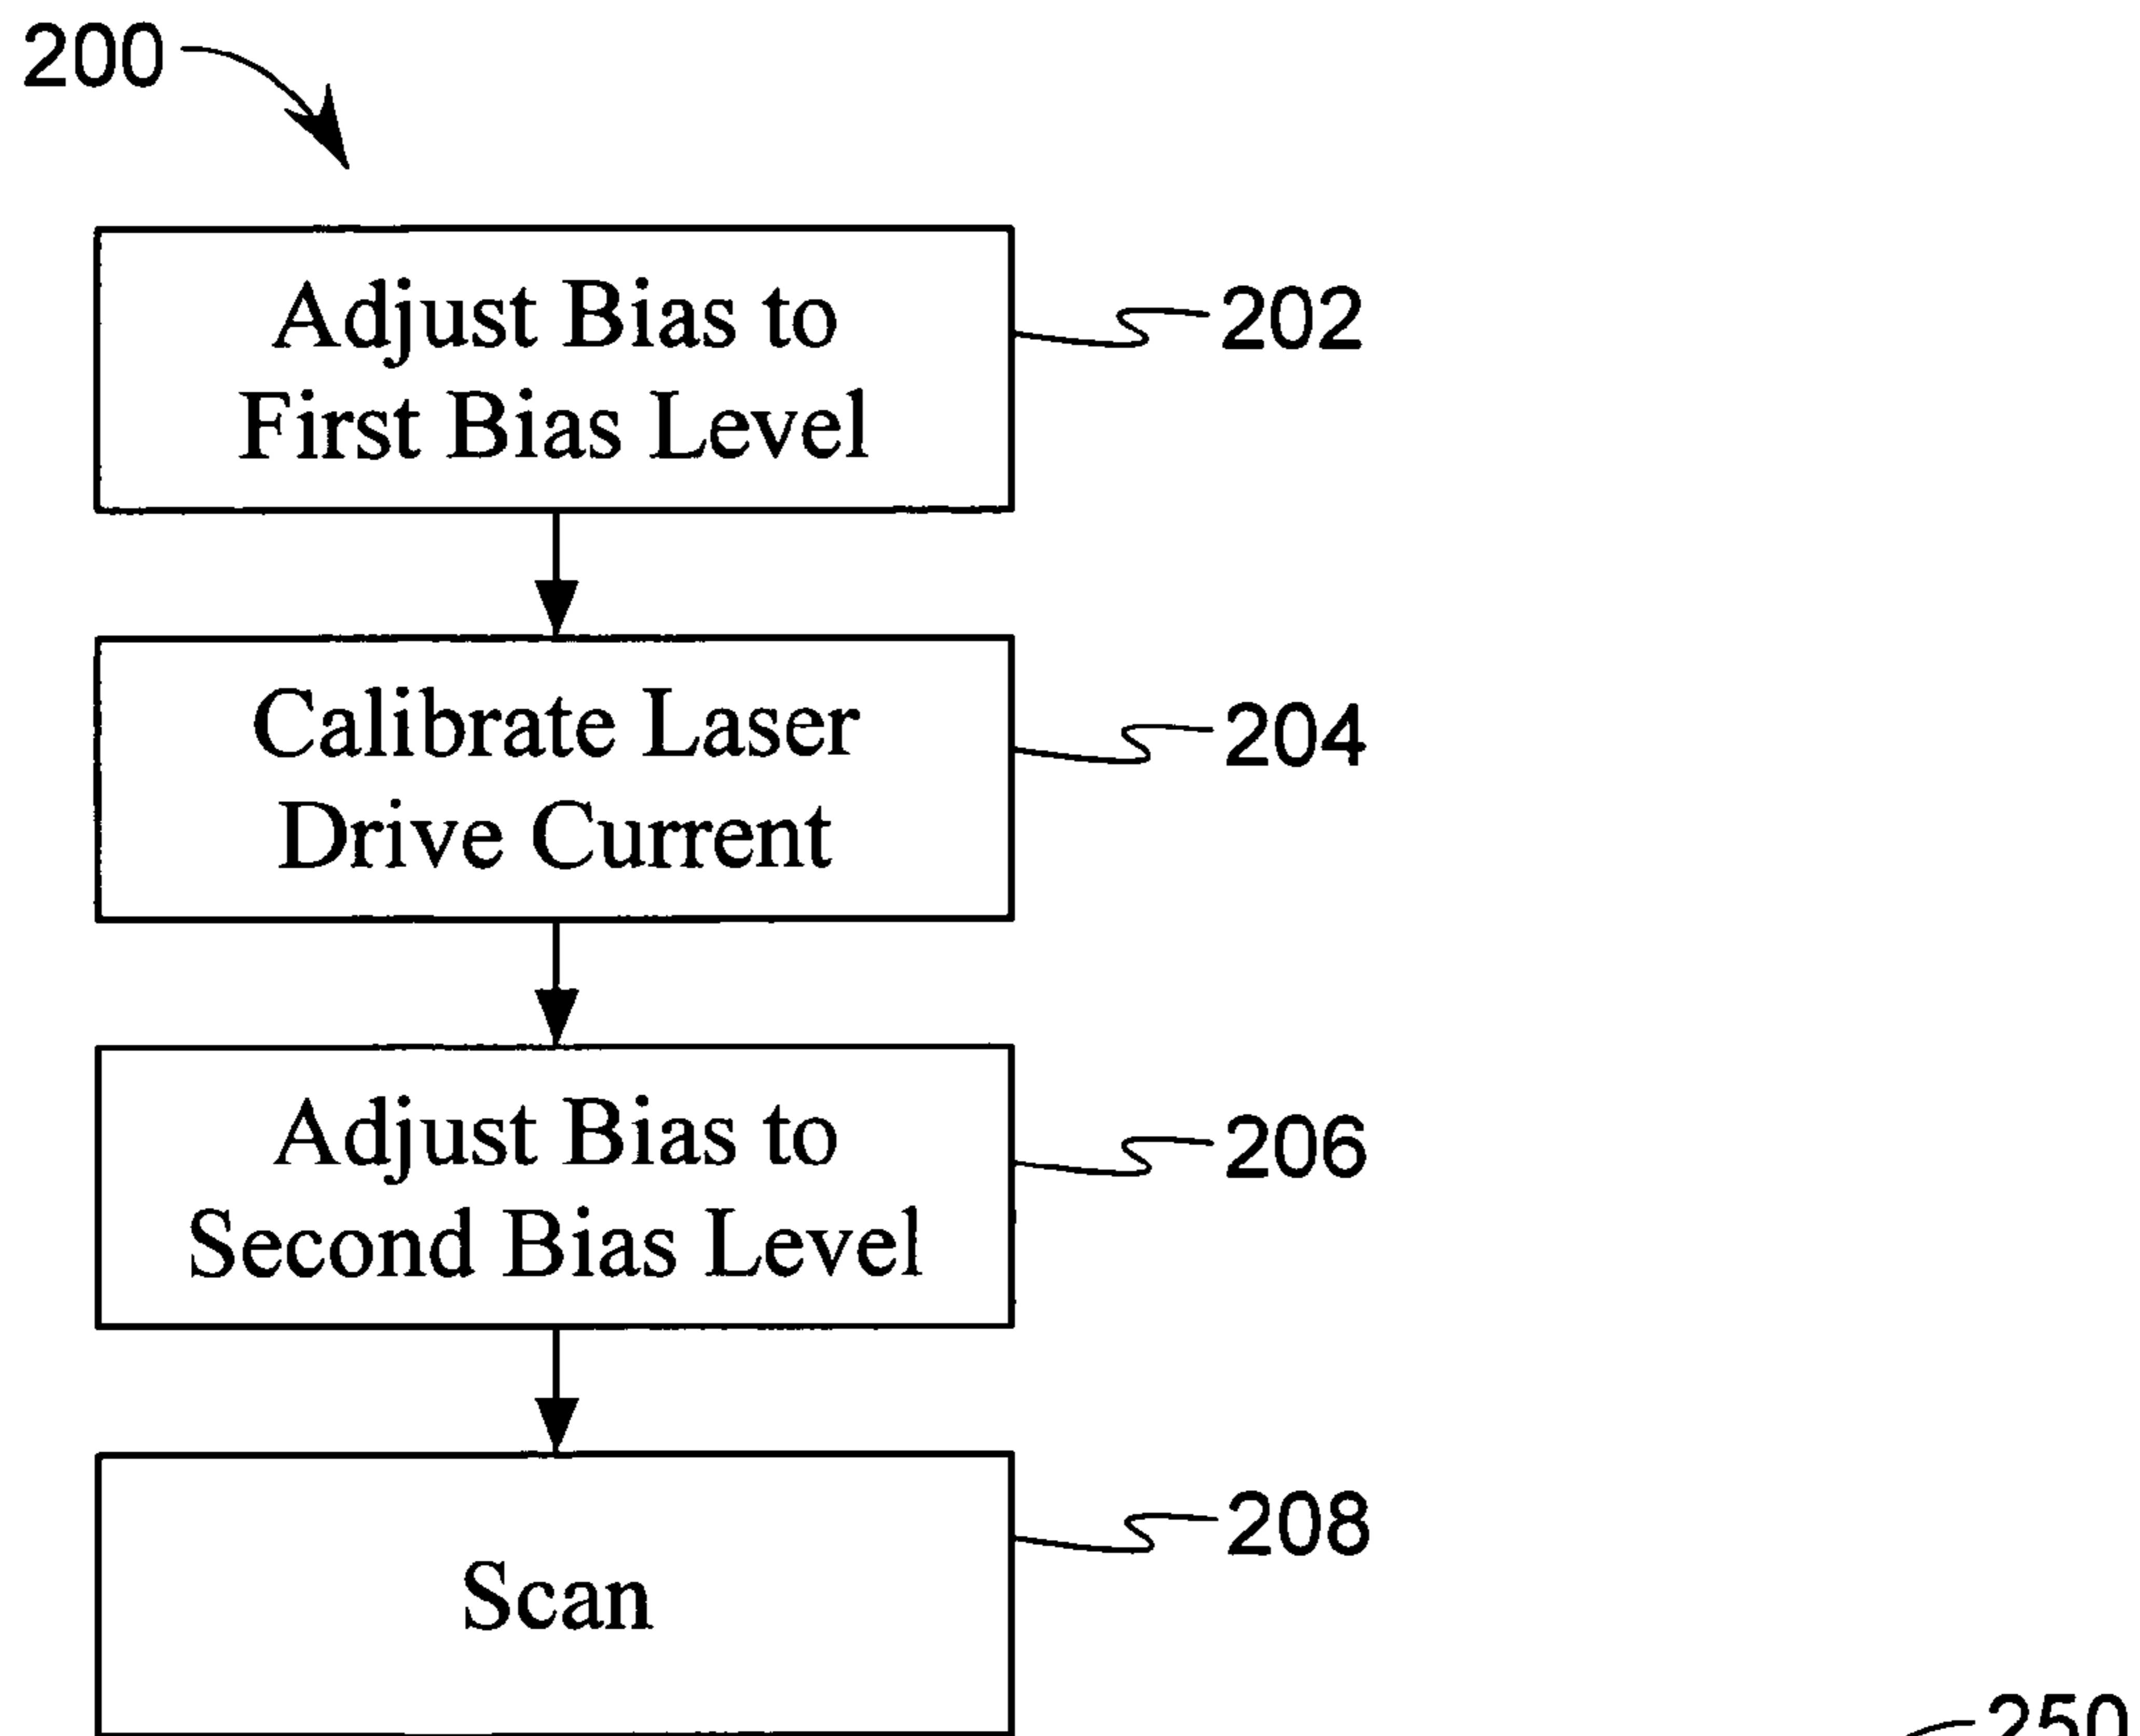 200
Adjust Bias to
First Bias Level
202
Calibrate Laser
Drive Current
204
Adjust Bias to
Second Bias Level
206
Scan
208
250